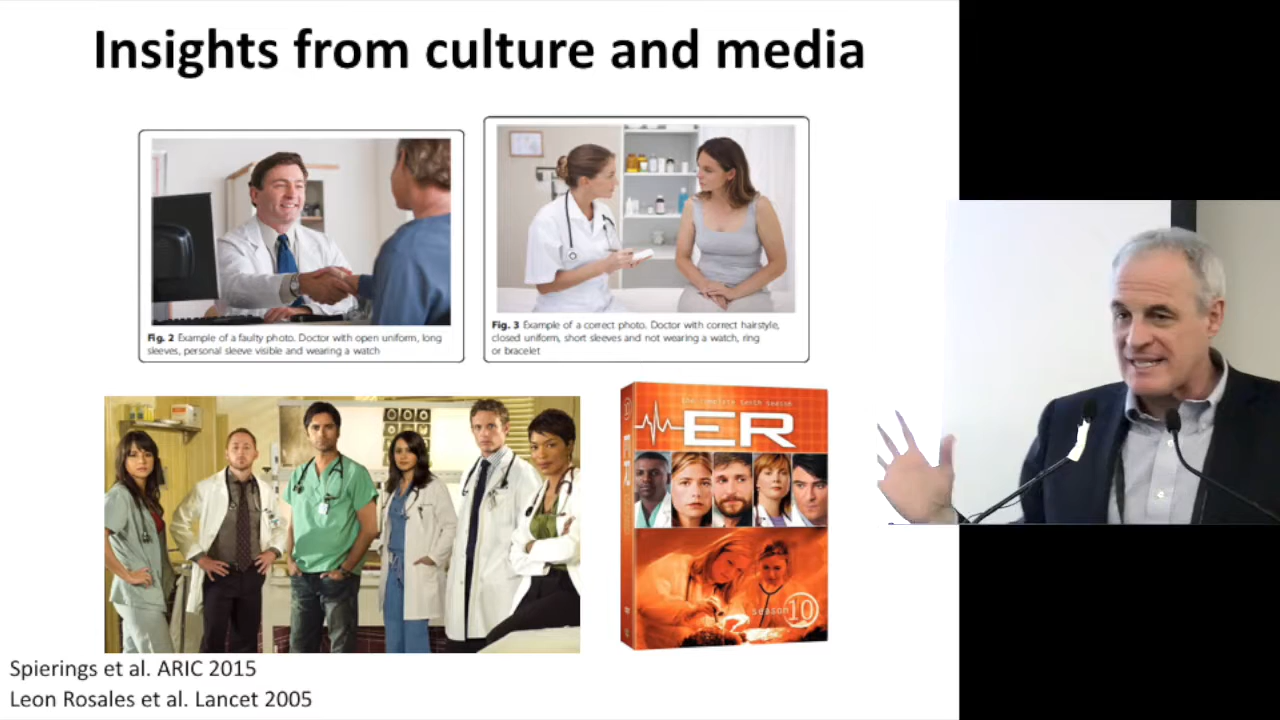 Insights from culture and media
Fig. 2 Example of a faulty photo. Doctor with open uniform, long
sleeves, personal sleeve visible and wearing a watch
Fig. 3 Example of a correct photo. Doctor with correct hairstyle,
closed uniform, short sleeves and not wearing a watch, ring
or bracelet
the complete tenth season
ER
season 10
Spierings et al. ARIC 2015
Leon Rosales et al. Lancet 2005